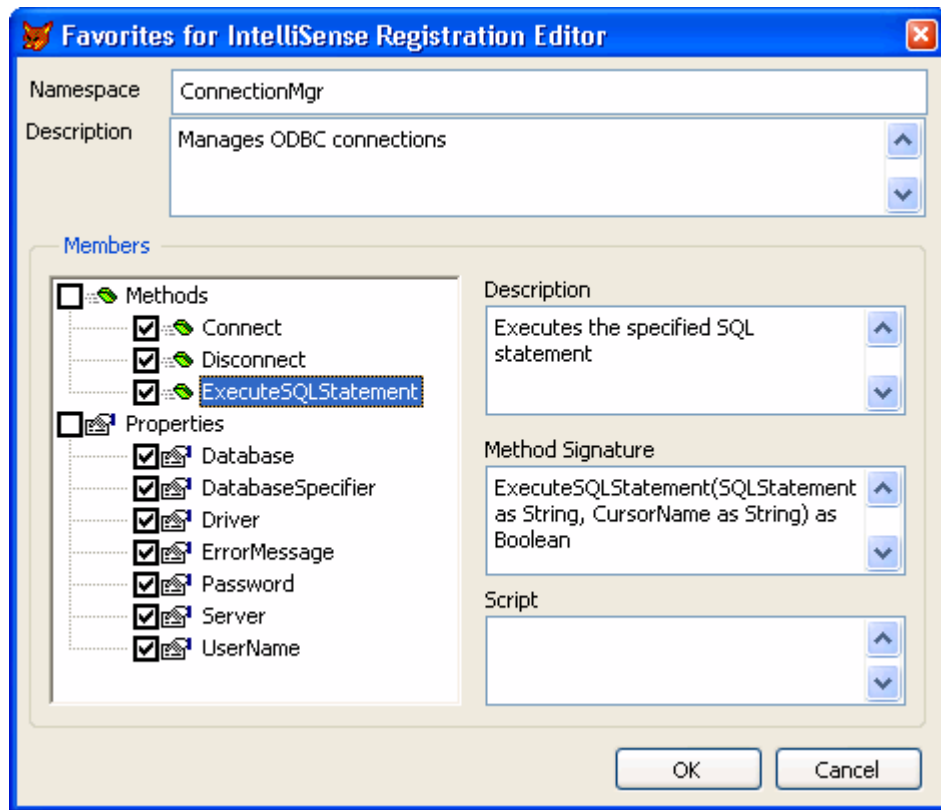 Favorites for IntelliSense Registration Editor
Namespace
ConnectionMgr
Description
Manages ODBC connections
Members
Methods
Connect
Disconnect
ExecuteSQLStatement
Properties
Database
DatabaseSpecifier
Driver
ErrorMessage
Password
Server
UserName
Description
Executes the specified SQL
statement
Method Signature
ExecuteSQLStatement(SQLStatement
as String, CursorName as String) as
Boolean
Script
OK
Cancel